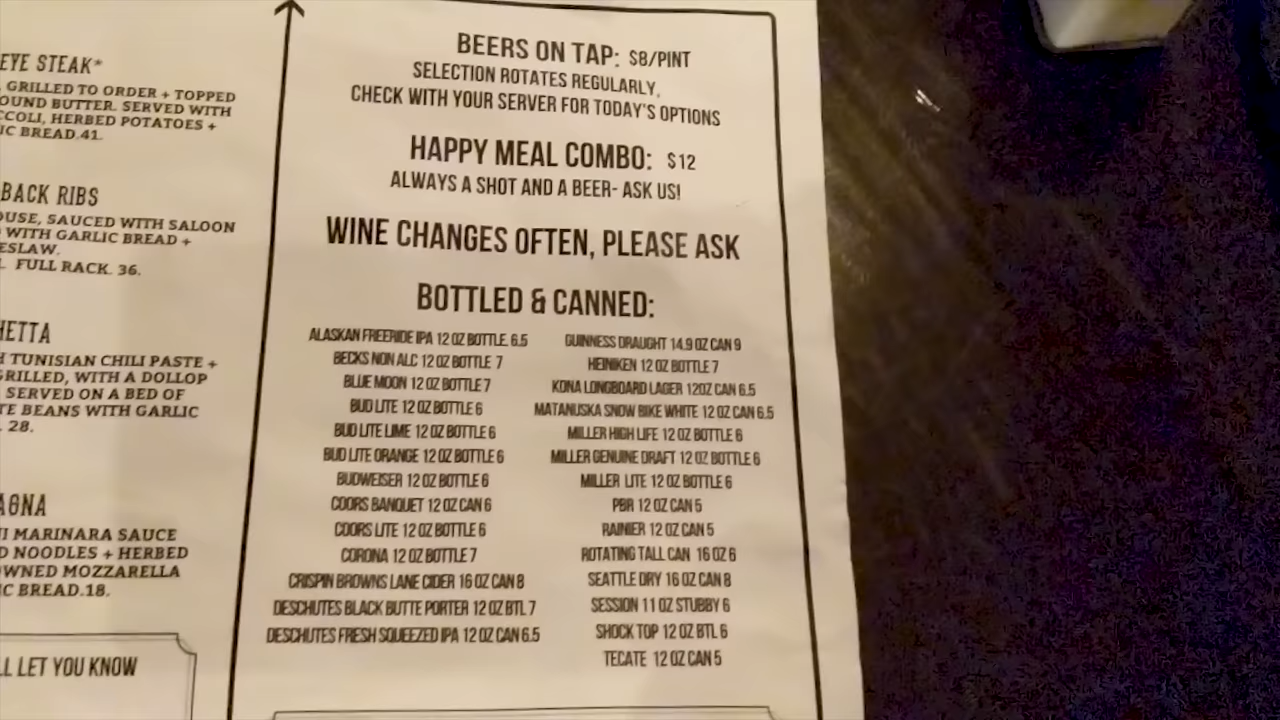 EYE STEAK*
GRILLED TO ORDER + TOPPED
OUND BUTTER. SERVED WITH
CCOLI, HERBED POTATOES +
IC BREAD.41.
BACK RIBS
OUSE, SAUCED WITH SALOON
WITH GARLIC BREAD +
ESLAW.
. FULL RACK. 36.
HETTA
H TUNISIAN CHILI PASTE +
GRILLED, WITH A DOLLOP
SERVED ON A BED OF
TE BEANS WITH GARLIC
. 28.
AGNA
JI MARINARA SAUCE
D NOODLES + HERBED
OWNED MOZZARELLA
IC BREAD.18.
LL LET YOU KNOW
BEERS ON TAP: $8/PINT
SELECTION ROTATES REGULARLY,
CHECK WITH YOUR SERVER FOR TODAY'S OPTIONS
HAPPY MEAL COMBO: $12
ALWAYS A SHOT AND A BEER- ASK US!
WINE CHANGES OFTEN, PLEASE ASK
BOTTLED & CANNED:
ALASKAN FREERIDE IPA 12 OZ BOTTLE. 6.5
BECKS NON ALC 12 OZ BOTTLE 7
BLUE MOON 12 OZ BOTTLE 7
BUD LITE 12 OZ BOTTLE 6
BUD LITE LIME 12 OZ BOTTLE 6
BUD LITE ORANGE 12 OZ BOTTLE 6
BUDWEISER 12 OZ BOTTLE 6
COORS BANQUET 12 OZ CAN 6
COORS LITE 12 OZ BOTTLE 6
CORONA 12 OZ BOTTLE 7
CRISPIN BROWNS LANE CIDER 16 OZ CAN 8
DESCHUTES BLACK BUTTE PORTER 12 OZ BTL 7
DESCHUTES FRESH SQUEEZED IPA 12 OZ CAN 6.5
GUINNESS DRAUGHT 14.9 OZ CAN 9
HEINIKEN 12 OZ BOTTLE 7
KONA LONGBOARD LAGER 12OZ CAN 6.5
MATANUSKA SNOW BIKE WHITE 12 OZ CAN 6.5
MILLER HIGH LIFE 12 OZ BOTTLE 6
MILLER GENUINE DRAFT 12 OZ BOTTLE 6
MILLER LITE 12 OZ BOTTLE 6
PBR 12 OZ CAN 5
RAINIER 12 OZ CAN 5
ROTATING TALL CAN 16 OZ 6
SEATTLE DRY 16 OZ CAN 8
SESSION 11 OZ STUBBY 6
SHOCK TOP 12 OZ BTL 6
TECATE 12 OZ CAN 5